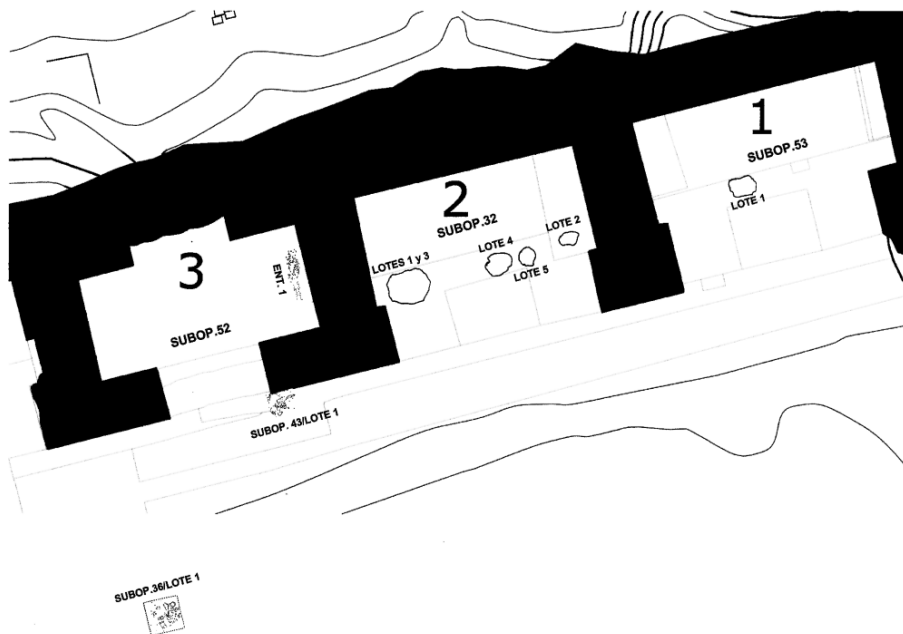 1
SUBOP.53
LOTE 1
2
SUBOP.32
LOTE 2
LOTE 4
LOTE 5
LOTES 1 y 3
3
ENT. 1
SUBOP.52
SUBOP. 43/LOTE 1
SUBOP.36/LOTE 1